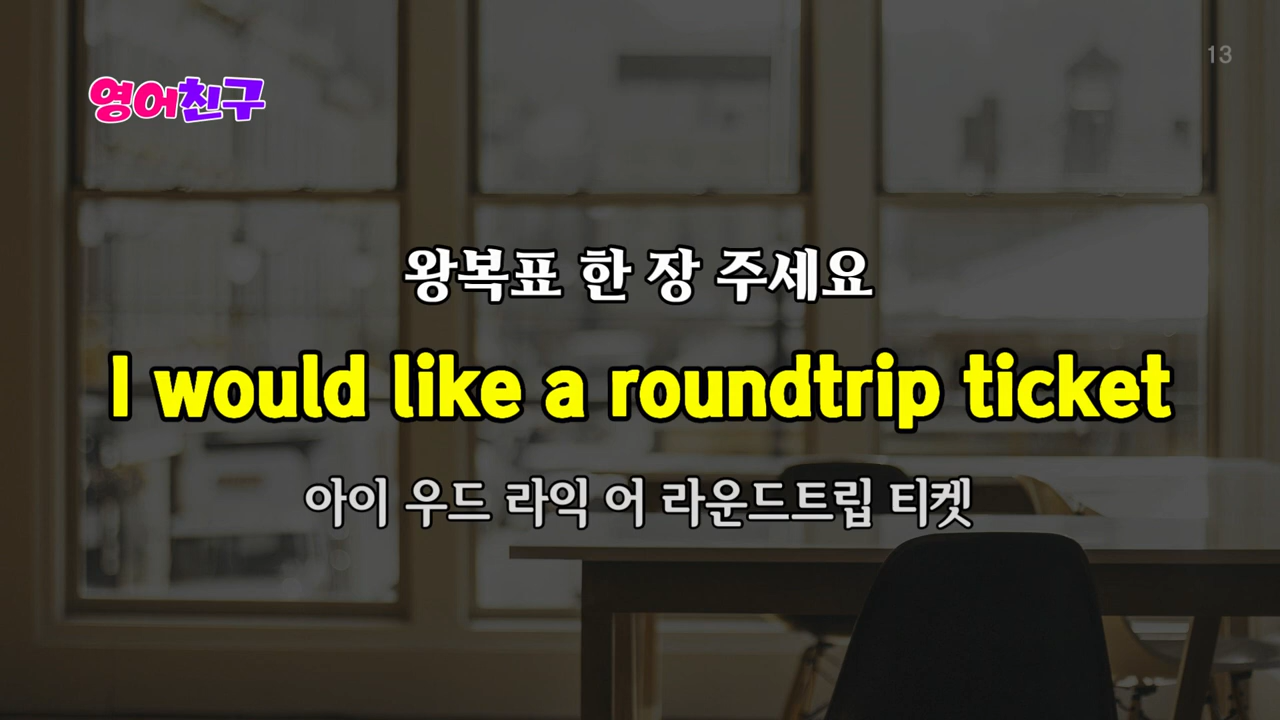 영어친구
13
왕복표 한 장 주세요
I would like a roundtrip ticket
아이 우드 라익 어 라운드트립 티켓